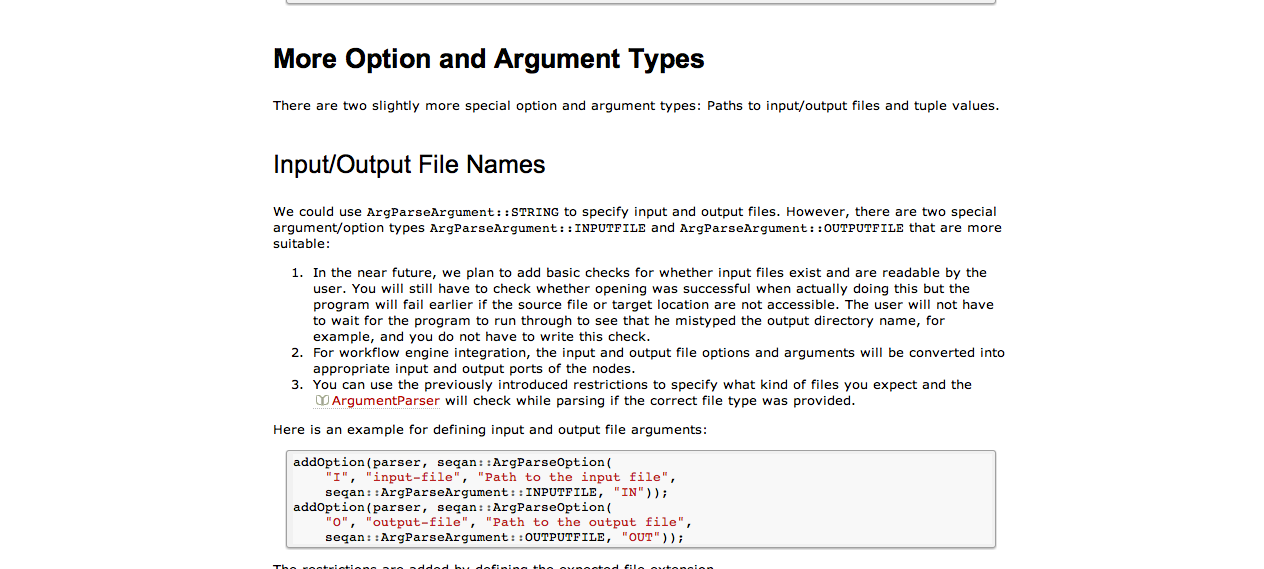 More Option and Argument Types
There are two slightly more special option and argument types: Paths to input/output files and tuple values.
Input/Output File Names
We could use ArgParseArgument::STRING to specify input and output files. However, there are two special
argument/option types ArgParseArgument::INPUTFILE and ArgParseArgument::OUTPUTFILE that are more
suitable:
1. In the near future, we plan to add basic checks for whether input files exist and are readable by the
user. You will still have to check whether opening was successful when actually doing this but the
program will fail earlier if the source file or target location are not accessible. The user will not have
to wait for the program to run through to see that he mistyped the output directory name, for
example, and you do not have to write this check.
2. For workflow engine integration, the input and output file options and arguments will be converted into
appropriate input and output ports of the nodes.
3. You can use the previously introduced restrictions to specify what kind of files you expect and the
ArgumentParser will check while parsing if the correct file type was provided.
Here is an example for defining input and output file arguments:
addOption(parser, seqan::ArgParseOption(
    "I", "input-file", "Path to the input file",
    seqan::ArgParseArgument::INPUTFILE, "IN"));
addOption(parser, seqan::ArgParseOption(
    "O", "output-file", "Path to the output file",
    seqan::ArgParseArgument::OUTPUTFILE, "OUT"));
The restrictions are added by defining the expected file extension